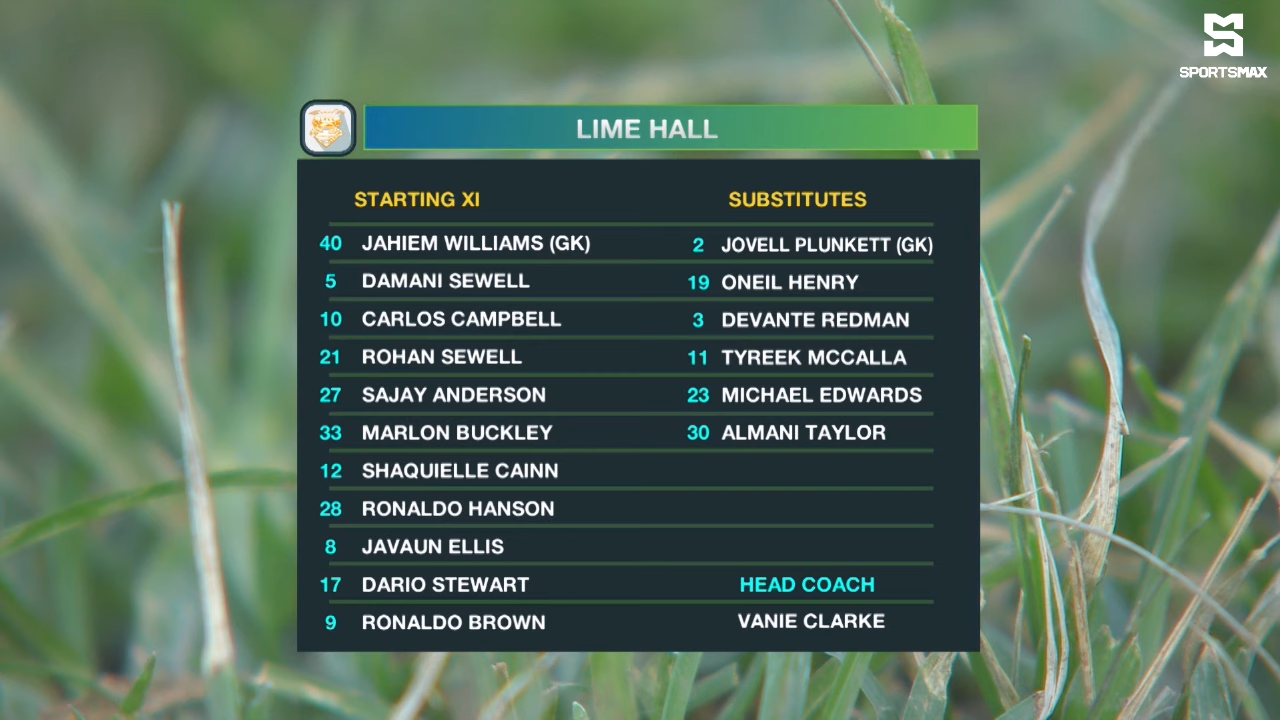 SPORTSMAX
LIME HALL
STARTING XI
40 JAHIEM WILLIAMS (GK)
5 DAMANI SEWELL
10 CARLOS CAMPBELL
21 ROHAN SEWELL
27 SAJAY ANDERSON
33 MARLON BUCKLEY
12 SHAQUIELLE CAINN
28 RONALDO HANSON
8 JAVAUN ELLIS
17 DARIO STEWART
9 RONALDO BROWN
SUBSTITUTES
2 JOVELL PLUNKETT (GK)
19 ONEIL HENRY
3 DEVANTE REDMAN
11 TYREEK MCCALLA
23 MICHAEL EDWARDS
30 ALMANI TAYLOR
HEAD COACH
VANIE CLARKE